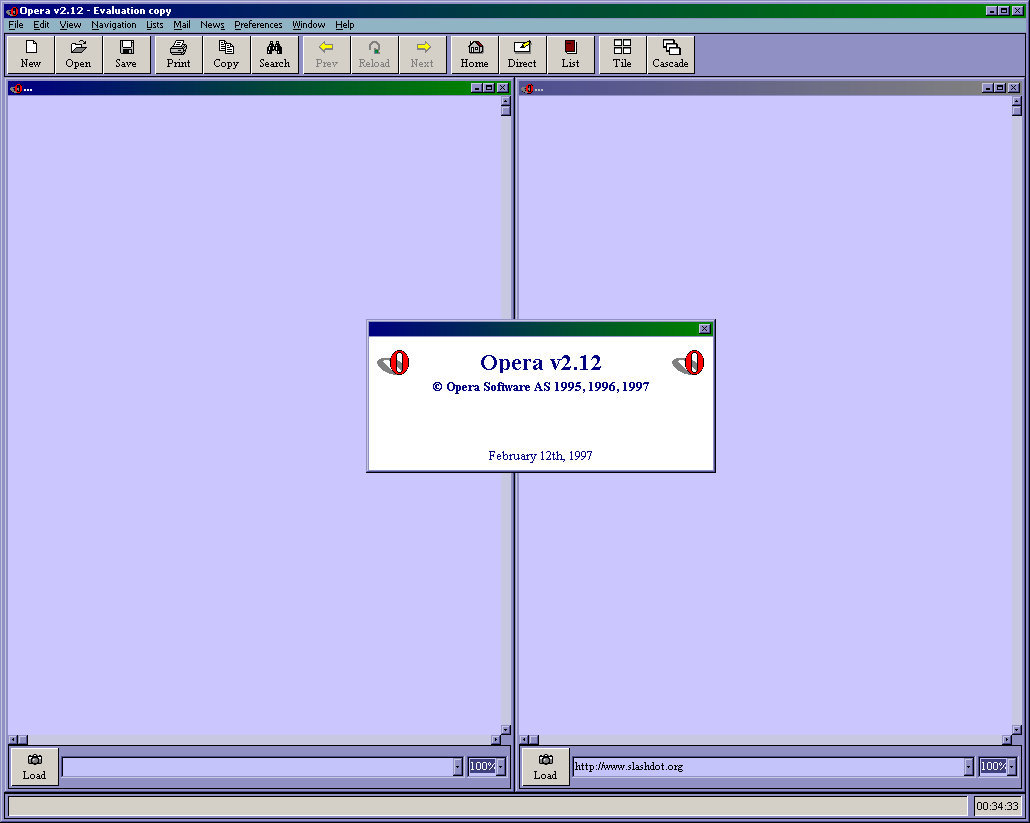 Opera v2.12 - Evaluation copy
File Edit View Navigation Lists Mail News Preferences Window Help
New Open Save Print Copy Search Prev Reload Next Home Direct List Tile Cascade
... ...
Opera v2.12
© Opera Software AS 1995, 1996, 1997
February 12th, 1997
Load 100% Load http://www.slashdot.org 100%
00:34:33